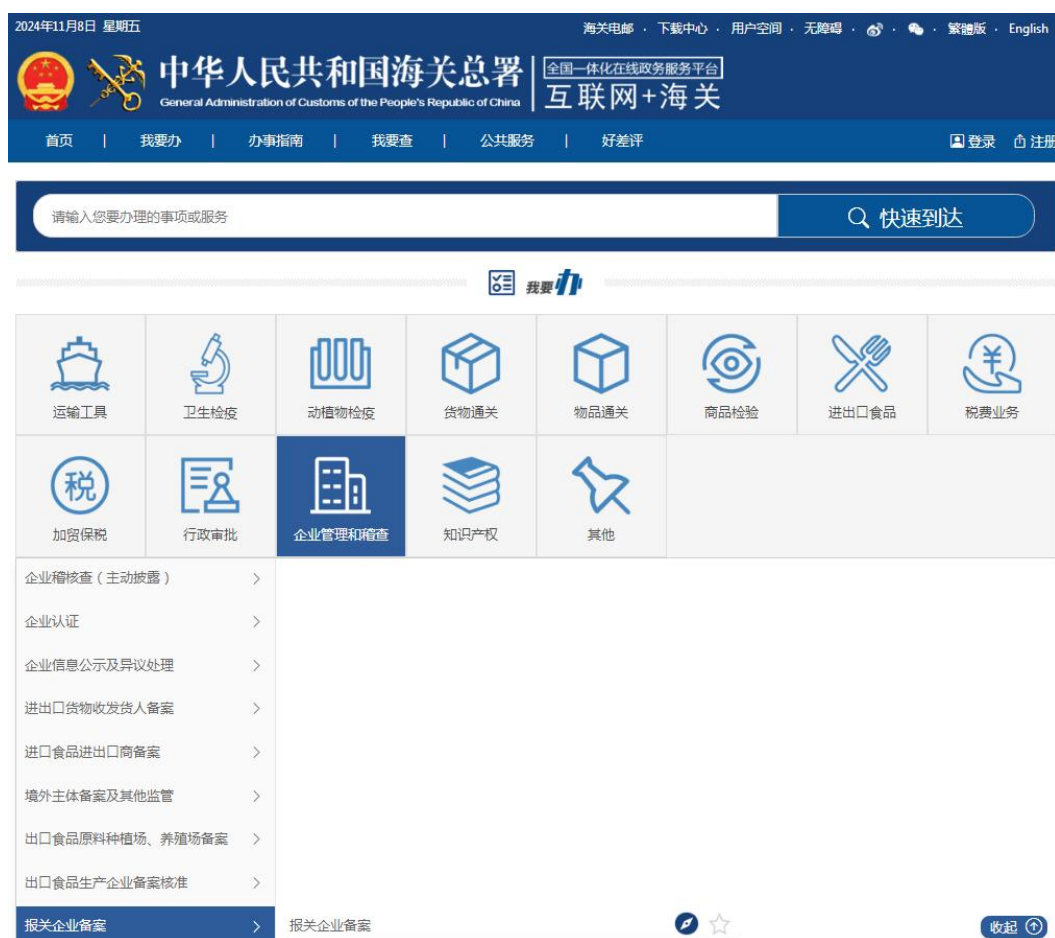 2024年11月8日 星期五
海关电邮 · 下载中心 · 用户空间 · 无障碍 · · · 繁體版 · English
中华人民共和国海关总署
General Administration of Customs of the People's Republic of China
全国一体化在线政务服务平台
互联网+海关
首页 | 我要办 | 办事指南 | 我要查 | 公共服务 | 好差评
登录 注册
请输入您要办理的事项或服务
快速到达
我要办
运输工具 卫生检疫 动植物检疫 货物通关 物品通关 商品检验 进出口食品 税费业务
税
加贸保税 行政审批 企业管理和稽查 知识产权 其他
企业稽核查（主动披露） >
企业认证 >
企业信息公示及异议处理 >
进出口货物收发货人备案 >
进口食品进出口商备案 >
境外主体备案及其他监管 >
出口食品原料种植场、养殖场备案 >
出口食品生产企业备案核准 >
报关企业备案 > 报关企业备案 收起